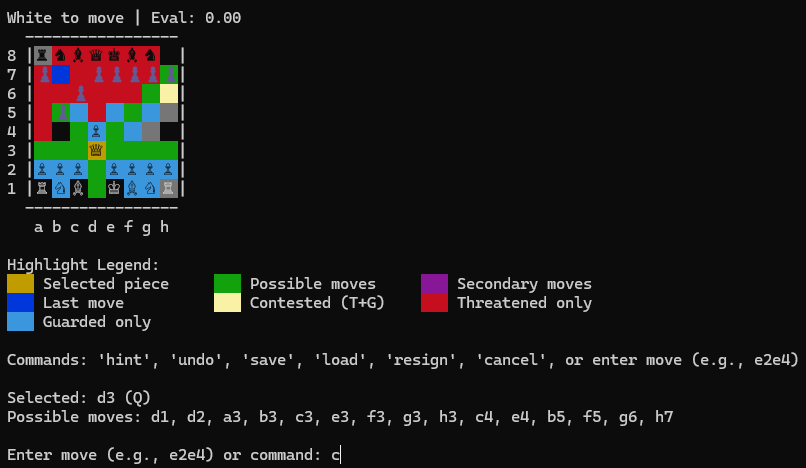 White to move | Eval: 0.00
-----------------
8 |♜♞♝♛♚♝♞ |
7 |♟ ♟♟♟♟♟|
6 | ♟ |
5 | ♟ |
4 | ♙ |
3 | ♕ |
2 |♙♙♙ ♙♙♙♙|
1 |♖♘♗ ♔♗♘♖|
-----------------
a b c d e f g h
Highlight Legend:
Selected piece Possible moves Secondary moves
Last move Contested (T+G) Threatened only
Guarded only
Commands: 'hint', 'undo', 'save', 'load', 'resign', 'cancel', or enter move (e.g., e2e4)
Selected: d3 (Q)
Possible moves: d1, d2, a3, b3, c3, e3, f3, g3, h3, c4, e4, b5, f5, g6, h7
Enter move (e.g., e2e4) or command: c